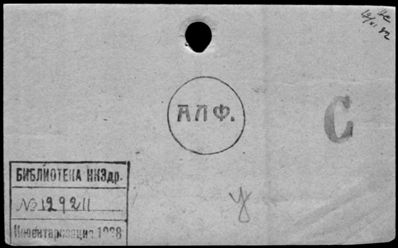 АЛФ.
С
у
БИБЛИОТЕКА НКЗдр.
№ 129211
Инвентаризация 1938